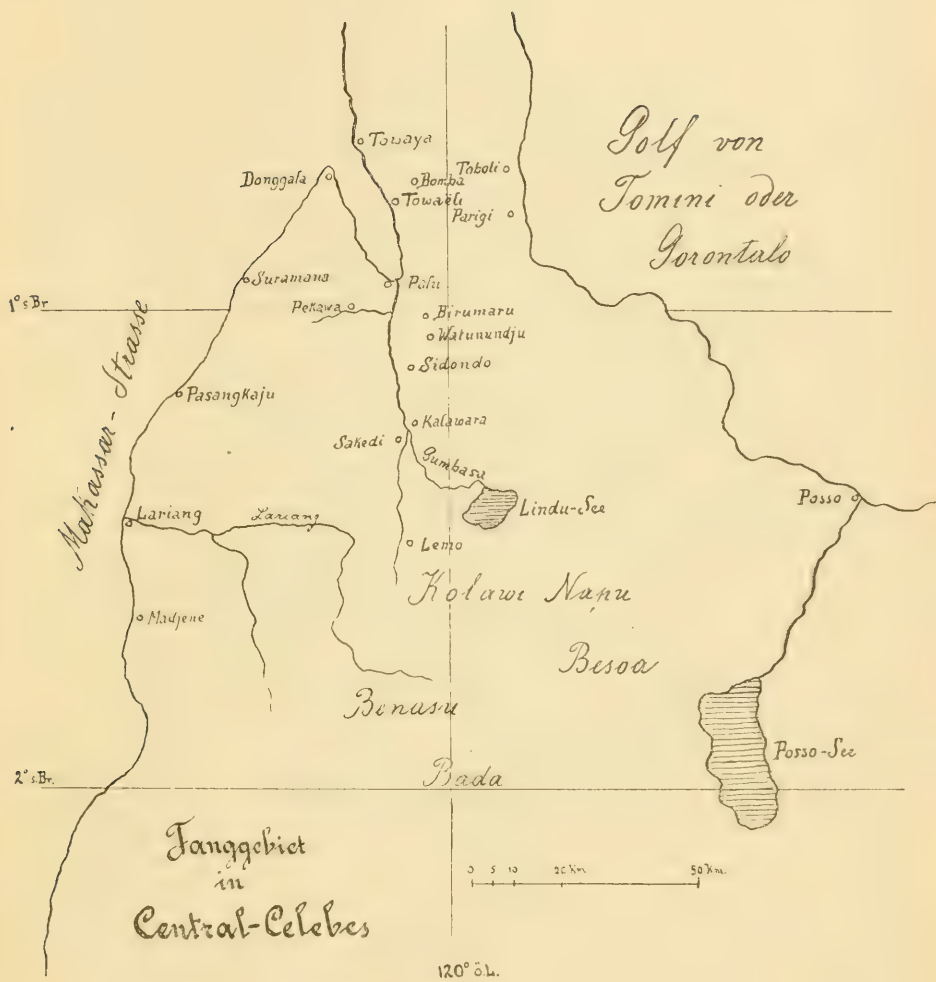 Golf von
Tomini oder
Gorontalo
Towaya
Toboli
Donggala
Bomba
Towaëli
Parigi
Suramana
Palu
1° s.Br.
Pekawa
Birumaru
Watunundju
Makassar-Strasse
Sidondo
Pasangkaju
Kalawara
Sakedi
Gumbasa
Posso
Lariang
Lariang
Lindu-See
Lemo
Kolawi Napu
Madjene
Besoa
Benasu
Posso-See
2° s.Br.
Bada
Fanggebiet
in
Central-Celebes
0 5 10 20 Km 50 Km.
120° ö.L.